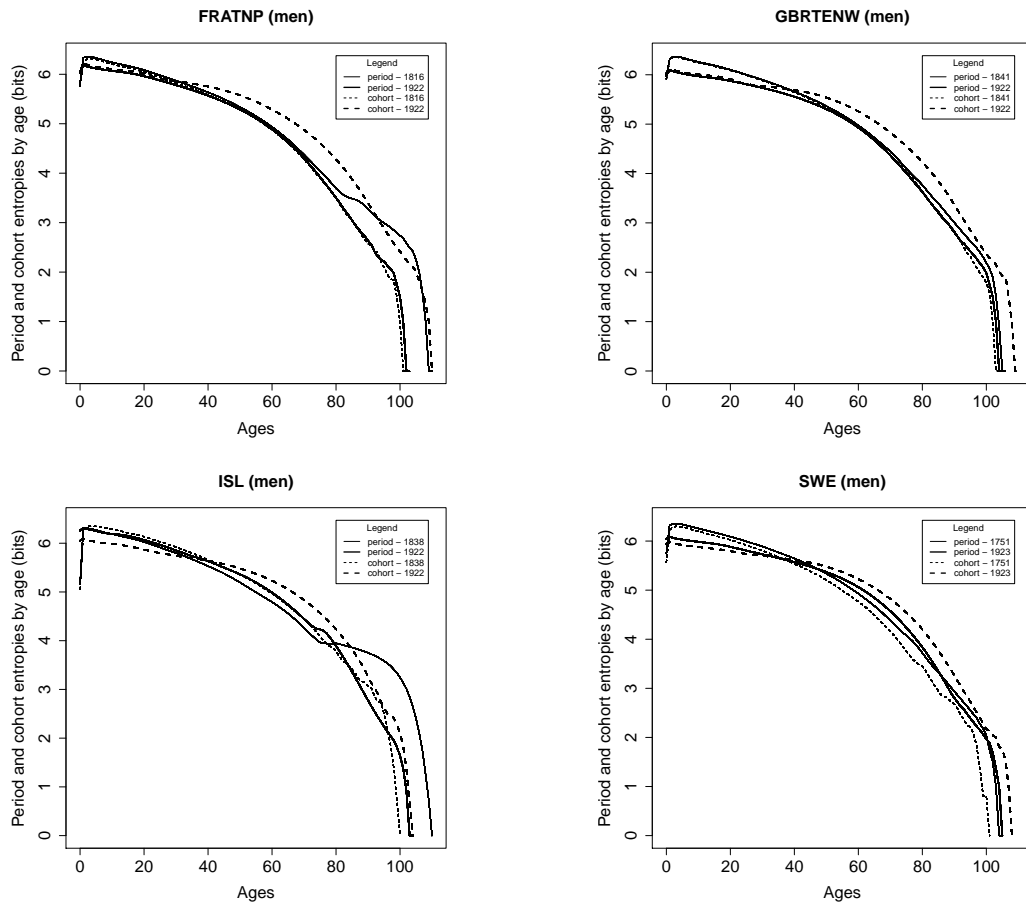 FRATNP (men)
Period and cohort entropies by age (bits)
6
5
4
3
2
1
0
Legend
period − 1816
period − 1922
cohort − 1816
cohort − 1922
0 20 40 60 80 100
Ages
GBRTENW (men)
Period and cohort entropies by age (bits)
6
5
4
3
2
1
0
Legend
period − 1841
period − 1922
cohort − 1841
cohort − 1922
0 20 40 60 80 100
Ages
ISL (men)
Period and cohort entropies by age (bits)
6
5
4
3
2
1
0
Legend
period − 1838
period − 1922
cohort − 1838
cohort − 1922
0 20 40 60 80 100
Ages
SWE (men)
Period and cohort entropies by age (bits)
6
5
4
3
2
1
0
Legend
period − 1751
period − 1923
cohort − 1751
cohort − 1923
0 20 40 60 80 100
Ages